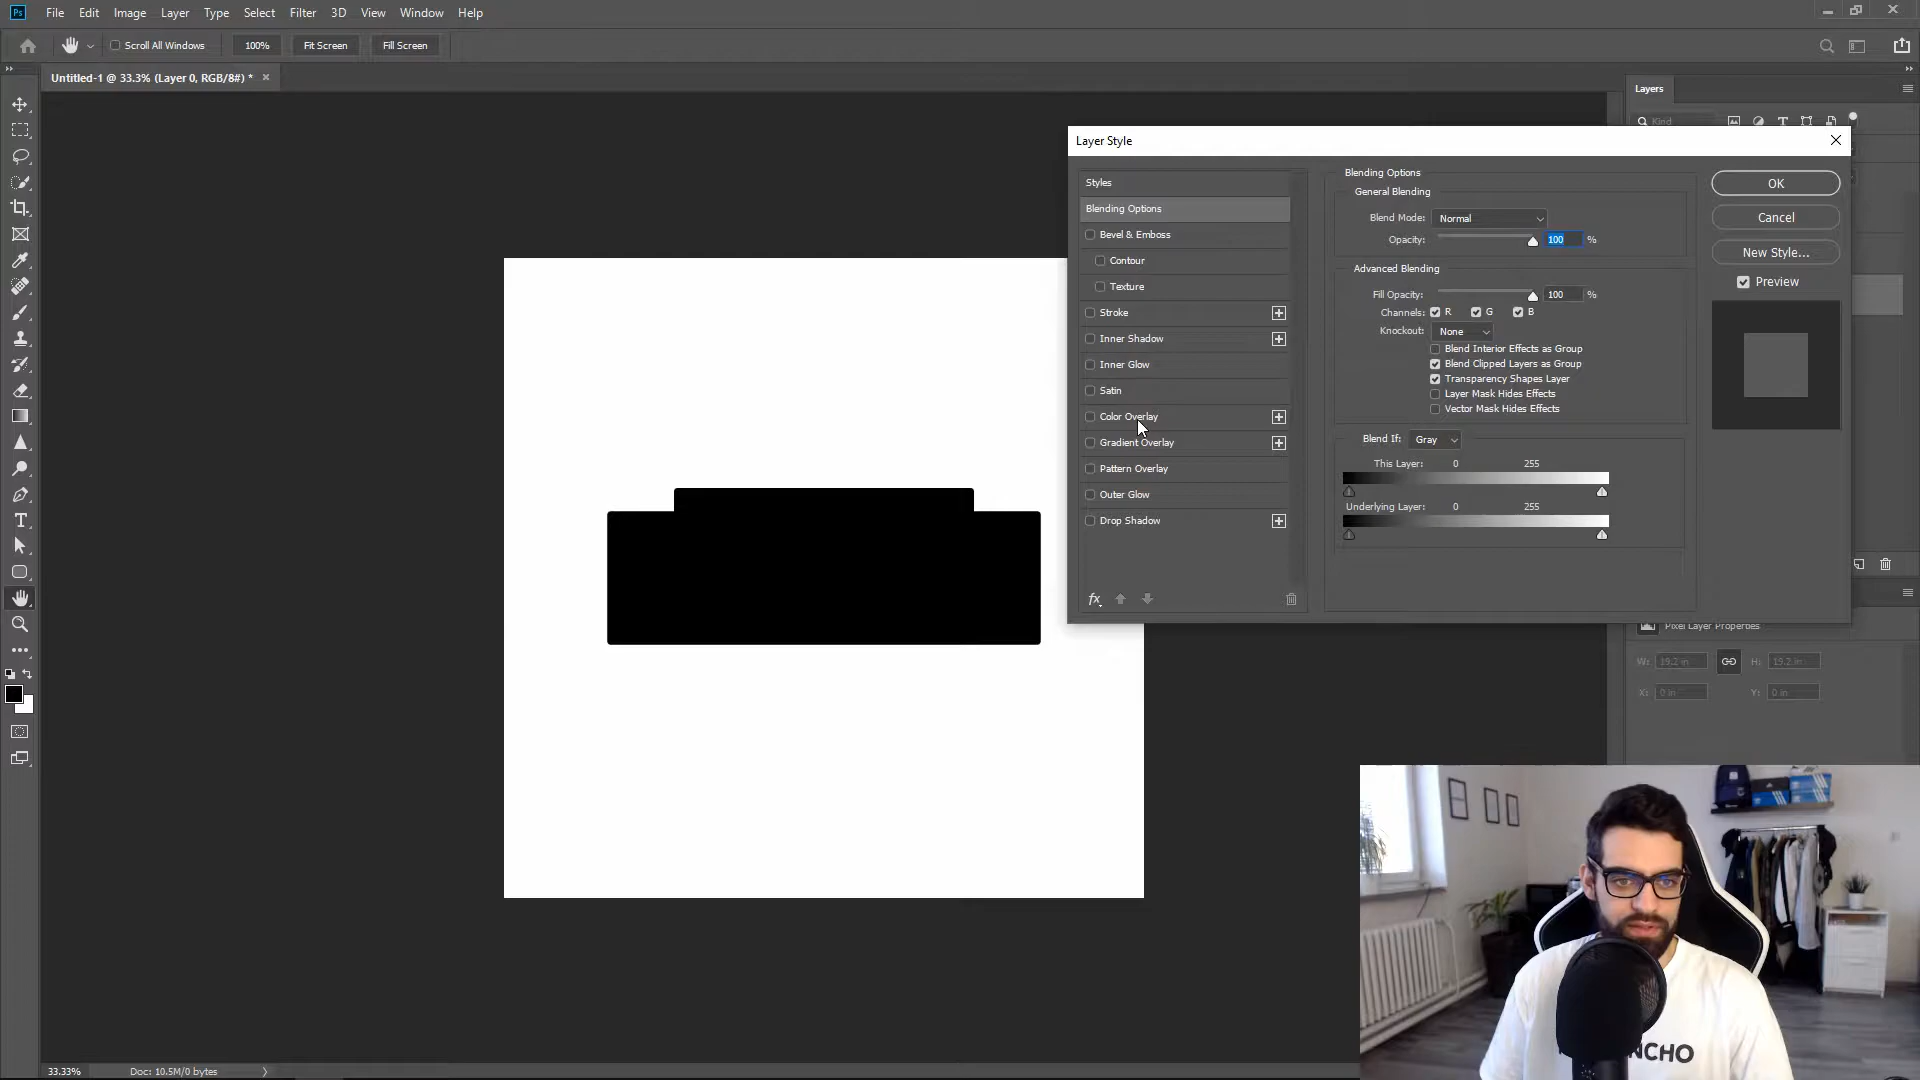 Ps File Edit Image Layer Type Select Filter 3D View Window Help
Scroll All Windows 100% Fit Screen Fill Screen
Untitled-1 @ 33.3% (Layer 0, RGB/8#) * ×
Layers
Kind
Layer Style
Styles
Blending Options
Bevel & Emboss
Contour
Texture
Stroke
Inner Shadow
Inner Glow
Satin
Color Overlay
Gradient Overlay
Pattern Overlay
Outer Glow
Drop Shadow
fx
Blending Options
General Blending
Blend Mode: Normal
Opacity: 100 %
Advanced Blending
Fill Opacity: 100 %
Channels: R G B
Knockout: None
Blend Interior Effects as Group
Blend Clipped Layers as Group
Transparency Shapes Layer
Layer Mask Hides Effects
Vector Mask Hides Effects
Blend If: Gray
This Layer: 0 255
Underlying Layer: 0 255
OK
Cancel
New Style...
Preview
Pixel Layer Properties
W: 19.2 in H: 19.2 in
X: 0 in Y: 0 in
33.33% Doc: 10.5M/0 bytes